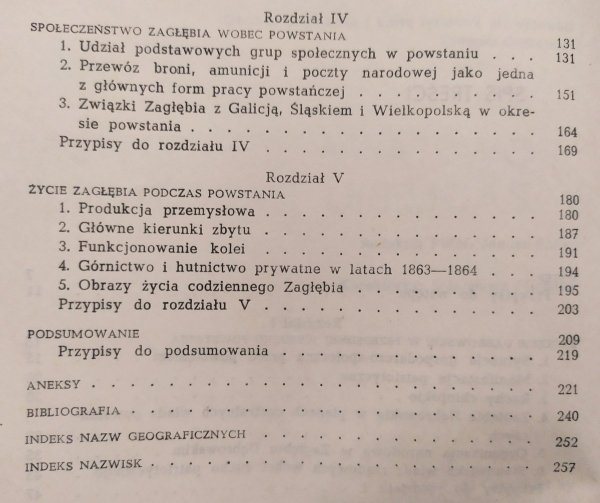 Rozdział IV
SPOŁECZEŃSTWO ZAGŁĘBIA WOBEC POWSTANIA 131
1. Udział podstawowych grup społecznych w powstaniu . . . 131
2. Przewóz broni, amunicji i poczty narodowej jako jedna
z głównych form pracy powstańczej . . . . . . . . . 151
3. Związki Zagłębia z Galicją, Śląskiem i Wielkopolską w okre-
sie powstania . . . . . . . . . . . . . . . 164
Przypisy do rozdziału IV . . . . . . . . . . . . 169
Rozdział V
ŻYCIE ZAGŁĘBIA PODCZAS POWSTANIA 180
1. Produkcja przemysłowa . . . . . . . . . . . . 180
2. Główne kierunki zbytu . . . . . . . . . . . . 187
3. Funkcjonowanie kolei . . . . . . . . . . . . 191
4. Górnictwo i hutnictwo prywatne w latach 1863—1864 . . . 194
5. Obrazy życia codziennego Zagłębia . . . . . . . . 195
Przypisy do rozdziału V . . . . . . . . . . . . 203
PODSUMOWANIE 209
Przypisy do podsumowania . . . . . . . . . . . 219
ANEKSY . . . . . . . . . . . . . . . . . 221
BIBLIOGRAFIA . . . . . . . . . . . . . . . 240
INDEKS NAZW GEOGRAFICZNYCH . . . . . . . . . . 252
INDEKS NAZWISK . . . . . . . . . . . . . . 257